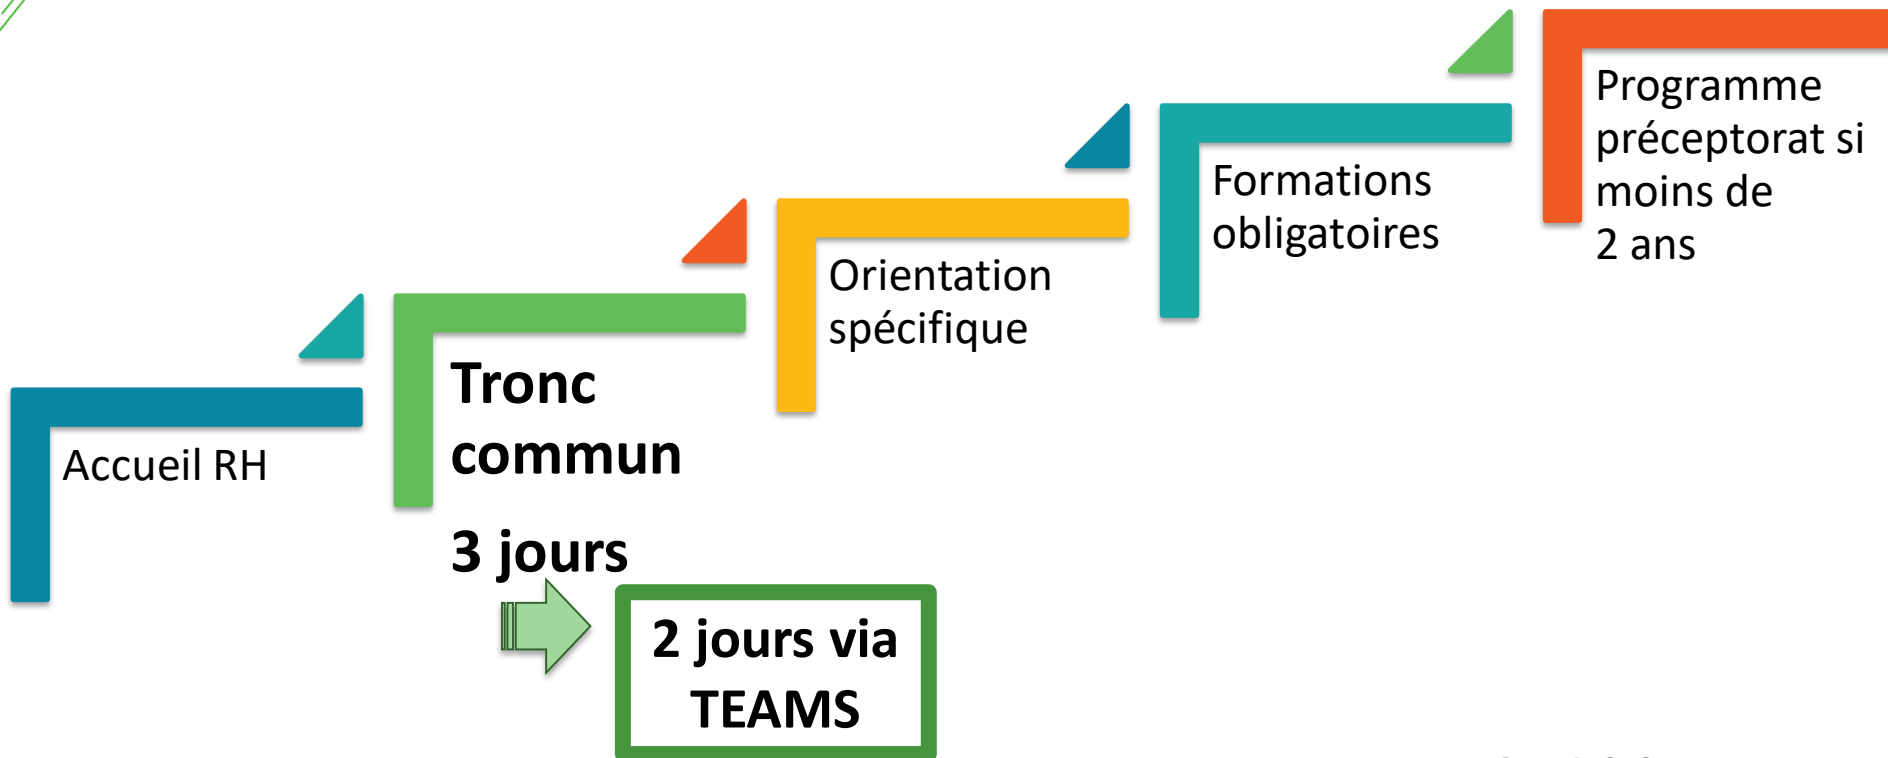 Accueil RH
Tronc
commun
3 jours
2 jours via
TEAMS
Orientation
spécifique
Formations
obligatoires
Programme
préceptorat si
moins de
2 ans